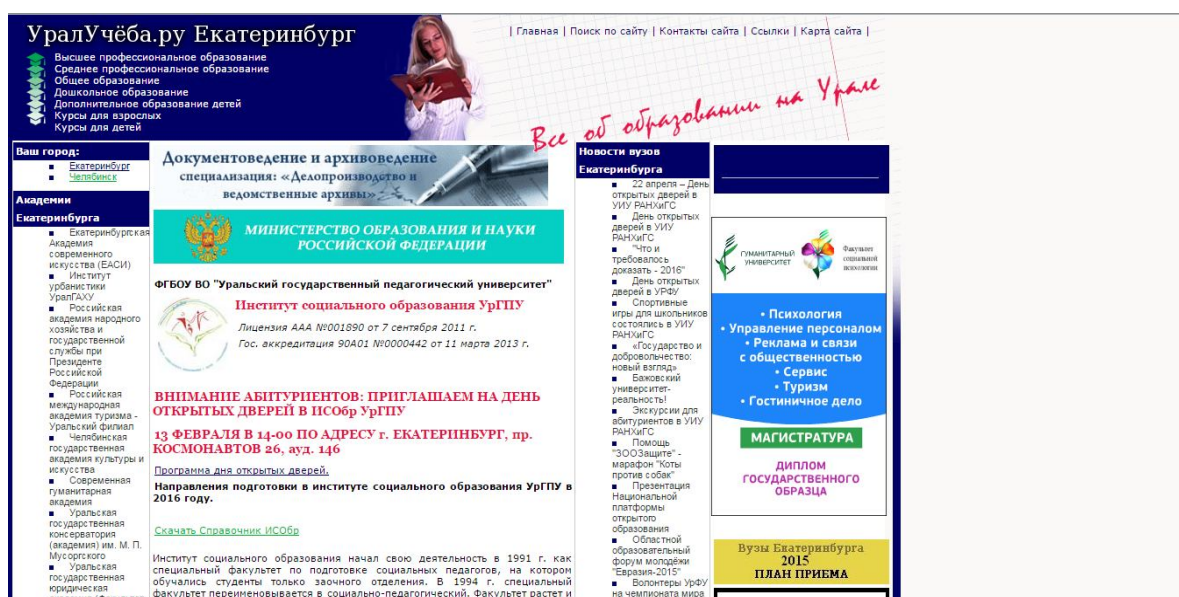 УралУчёба.ру Екатеринбург
| Главная | Поиск по сайту | Контакты сайта | Ссылки | Карта сайта |
Высшее профессиональное образование
Среднее профессиональное образование
Общее образование
Дошкольное образование
Дополнительное образование детей
Курсы для взрослых
Курсы для детей
Все об образовании на Урале
Ваш город:
Екатеринбург
Челябинск
Академии
Екатеринбурга
Екатеринбургская
Академия
современного
искусства (ЕАСИ)
Институт
урбанистики
УралГАХУ
Российская
академия народного
хозяйства и
государственной
службы при
Президенте
Российской
Федерации
Российская
международная
академия туризма -
Уральский филиал
Челябинская
государственная
академия культуры и
искусства
Современная
гуманитарная
академия
Уральская
государственная
консерватория
(академия) им. М. П.
Мусоргского
Уральская
государственная
юридическая
Документоведение и архивоведение
специализация: «Делопроизводство и
ведомственные архивы»
МИНИСТЕРСТВО ОБРАЗОВАНИЯ И НАУКИ
РОССИЙСКОЙ ФЕДЕРАЦИИ
ФГБОУ ВО "Уральский государственный педагогический университет"
Институт социального образования УрГПУ
Лицензия ААА №001890 от 7 сентября 2011 г.
Гос. аккредитация 90А01 №0000442 от 11 марта 2013 г.
ВНИМАНИЕ АБИТУРИЕНТОВ: ПРИГЛАШАЕМ НА ДЕНЬ
ОТКРЫТЫХ ДВЕРЕЙ В ИСОбр УрГПУ
13 ФЕВРАЛЯ В 14-00 ПО АДРЕСУ г. ЕКАТЕРИНБУРГ, пр.
КОСМОНАВТОВ 26, ауд. 146
Программа дня открытых дверей.
Направления подготовки в институте социального образования УрГПУ в
2016 году.
Скачать Справочник ИСОбр
Институт социального образования начал свою деятельность в 1991 г. как
специальный факультет по подготовке социальных педагогов, на котором
обучались студенты только заочного отделения. В 1994 г. специальный
факультет переименовывается в социально-педагогический. Факультет растет и
Новости вузов
Екатеринбурга
22 апреля – День
открытых дверей в
УИУ РАНХиГС
День открытых
дверей в УИУ
РАНХиГС
"Что и
требовалось
доказать - 2016"
День открытых
дверей в УРФУ
Спортивные
игры для школьников
состоялись в УИУ
РАНХиГС
«Государство и
добровольчество:
новый взгляд»
Бажовский
университет-
реальность!
Экскурсии для
абитуриентов в УИУ
РАНХиГС
Помощь
"ЗООЗащите" -
марафон "Коты
против собак"
Презентация
Национальной
платформы
открытого
образования
Областной
образовательный
форум молодёжи
"Евразия-2015"
Волонтеры УрФУ
на чемпионата мира
ГУМАНИТАРНЫЙ
УНИВЕРСИТЕТ
Факультет
социальной
психологии
• Психология
• Управление персоналом
• Реклама и связи
с общественностью
• Сервис
• Туризм
• Гостиничное дело
МАГИСТРАТУРА
ДИПЛОМ
ГОСУДАРСТВЕННОГО
ОБРАЗЦА
Вузы Екатеринбурга
2015
ПЛАН ПРИЕМА